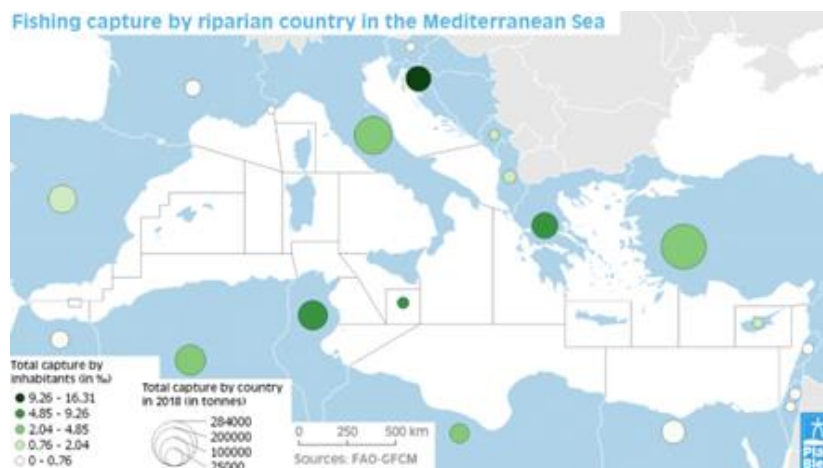 Fishing capture by riparian country in the Mediterranean Sea
Total capture by
inhabitants (in ‰)
9.26 - 16.31
4.85 - 9.26
2.04 - 4.85
0.76 - 2.04
0 - 0.76
Total capture by country
in 2018 (in tonnes)
284000
200000
100000
25000
0 250 500 km
Sources: FAO-GFCM